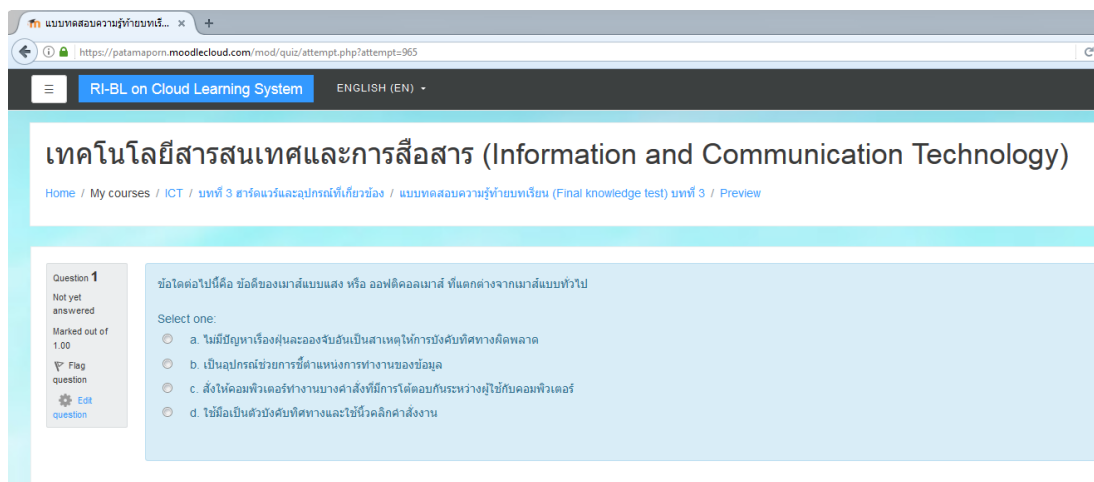 แบบทดสอบความรู้ท้ายบทเรี... × +
https://patamaporn.moodlecloud.com/mod/quiz/attempt.php?attempt=965
RI-BL on Cloud Learning System ENGLISH (EN)
เทคโนโลยีสารสนเทศและการสื่อสาร (Information and Communication Technology)
Home / My courses / ICT / บทที่ 3 ฮาร์ดแวร์และอุปกรณ์ที่เกี่ยวข้อง / แบบทดสอบความรู้ท้ายบทเรียน (Final knowledge test) บทที่ 3 / Preview
Question 1
Not yet
answered
Marked out of
1.00
Flag
question
Edit
question
ข้อใดต่อไปนี้คือ ข้อดีของเมาส์แบบแสง หรือ ออฟติคอลเมาส์ ที่แตกต่างจากเมาส์แบบทั่วไป
Select one:
a. ไม่มีปัญหาเรื่องฝุ่นละอองจับอันเป็นสาเหตุให้การบังคับทิศทางผิดพลาด
b. เป็นอุปกรณ์ช่วยการชี้ตำแหน่งการทำงานของข้อมูล
c. สั่งให้คอมพิวเตอร์ทำงานบางคำสั่งที่มีการโต้ตอบกันระหว่างผู้ใช้กับคอมพิวเตอร์
d. ใช้มือเป็นตัวบังคับทิศทางและใช้นิ้วคลิกคำสั่งงาน